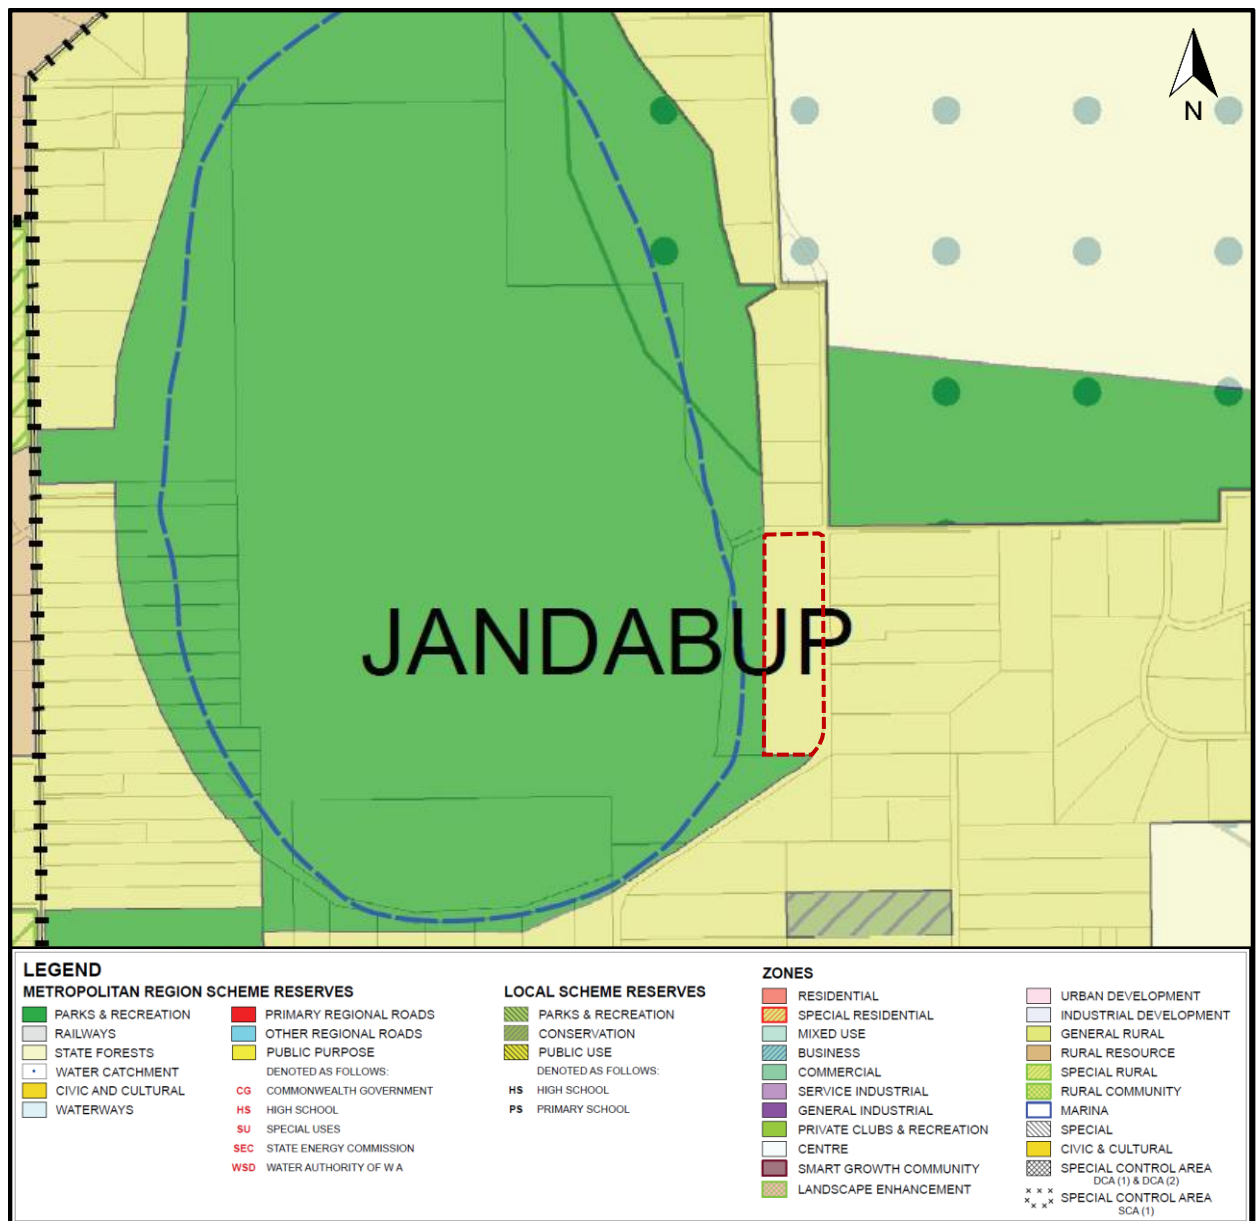 N
JANDABUP
LEGEND
METROPOLITAN REGION SCHEME RESERVES
PARKS & RECREATION
RAILWAYS
STATE FORESTS
WATER CATCHMENT
CIVIC AND CULTURAL
WATERWAYS
PRIMARY REGIONAL ROADS
OTHER REGIONAL ROADS
PUBLIC PURPOSE
DENOTED AS FOLLOWS:
CG COMMONWEALTH GOVERNMENT
HS HIGH SCHOOL
SU SPECIAL USES
SEC STATE ENERGY COMMISSION
WSD WATER AUTHORITY OF W A
LOCAL SCHEME RESERVES
PARKS & RECREATION
CONSERVATION
PUBLIC USE
DENOTED AS FOLLOWS:
HS HIGH SCHOOL
PS PRIMARY SCHOOL
ZONES
RESIDENTIAL
SPECIAL RESIDENTIAL
MIXED USE
BUSINESS
COMMERCIAL
SERVICE INDUSTRIAL
GENERAL INDUSTRIAL
PRIVATE CLUBS & RECREATION
CENTRE
SMART GROWTH COMMUNITY
LANDSCAPE ENHANCEMENT
URBAN DEVELOPMENT
INDUSTRIAL DEVELOPMENT
GENERAL RURAL
RURAL RESOURCE
SPECIAL RURAL
RURAL COMMUNITY
MARINA
SPECIAL
CIVIC & CULTURAL
SPECIAL CONTROL AREA
DCA (1) & DCA (2)
SPECIAL CONTROL AREA
SCA (1)